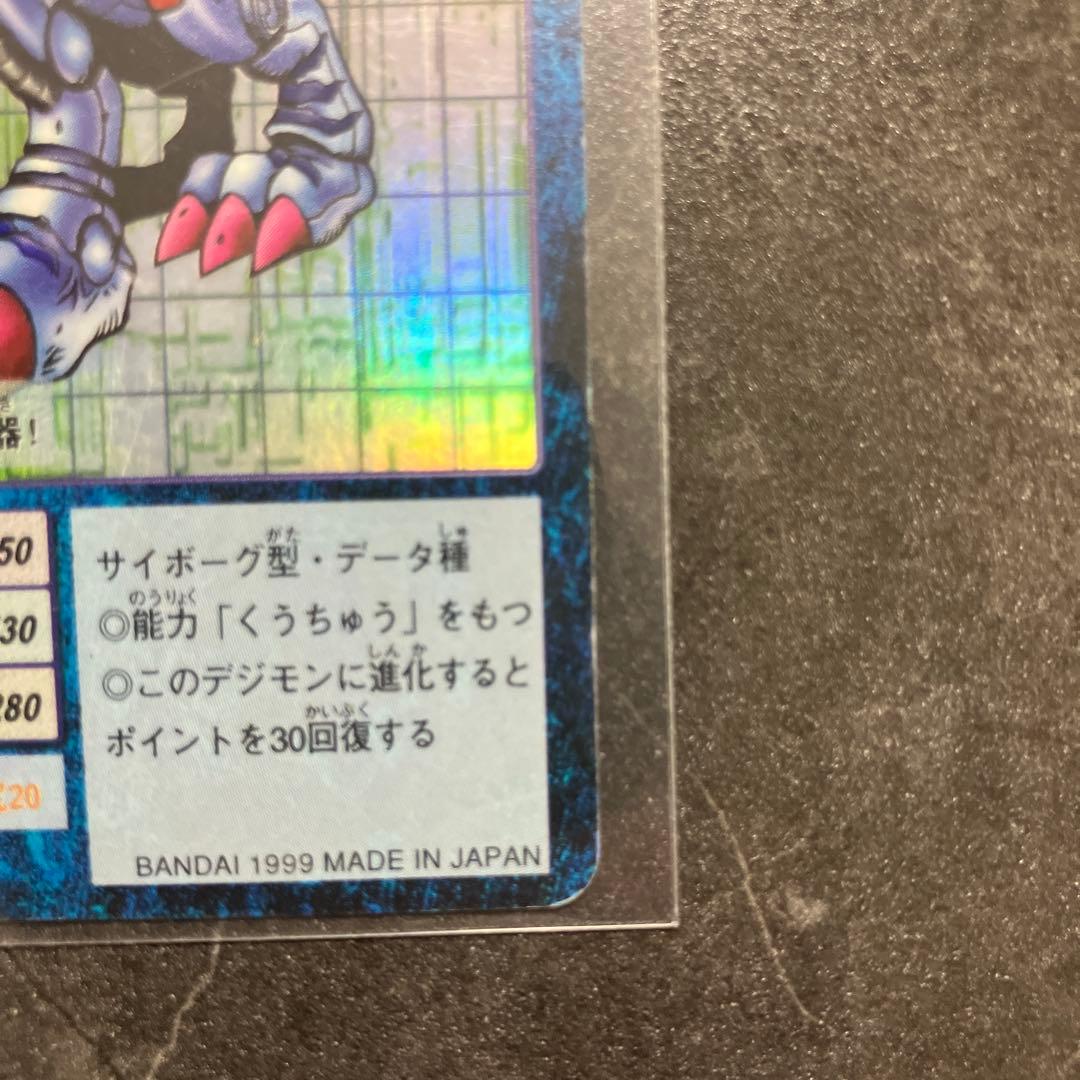 器!
50
30
280
20
サイボーグ型・データ種
◎能力「くうちゅう」をもつ
◎このデジモンに進化すると
ポイントを30回復する
BANDAI 1999 MADE IN JAPAN